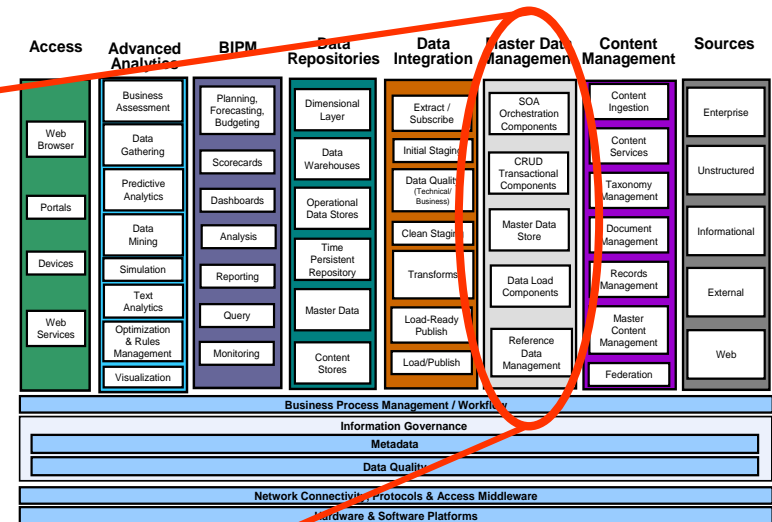 Access
Web
Browser
Portals
Devices
Web
Services
Advanced
Analytics
Business
Assessment
Data
Gathering
Predictive
Analytics
Data
Mining
Simulation
Text
Analytics
Optimization
& Rules
Management
Visualization
BIPM
Planning,
Forecasting,
Budgeting
Scorecards
Dashboards
Analysis
Reporting
Query
Monitoring
Data
Repositories
Dimensional
Layer
Data
Warehouses
Operational
Data Stores
Time
Persistent
Repository
Master Data
Content
Stores
Data
Integration
Extract /
Subscribe
Initial Staging
Data Quality
(Technical/
Business)
Clean Staging
Transforms
Load-Ready
Publish
Load/Publish
Master Data
Management
SOA
Orchestration
Components
CRUD
Transactional
Components
Master Data
Store
Data Load
Components
Reference
Data
Management
Content
Management
Content
Ingestion
Content
Services
Taxonomy
Management
Document
Management
Records
Management
Master
Content
Management
Federation
Sources
Enterprise
Unstructured
Informational
External
Web
Business Process Management / Workflow
Information Governance
Metadata
Data Quality
Network Connectivity, Protocols & Access Middleware
Hardware & Software Platforms